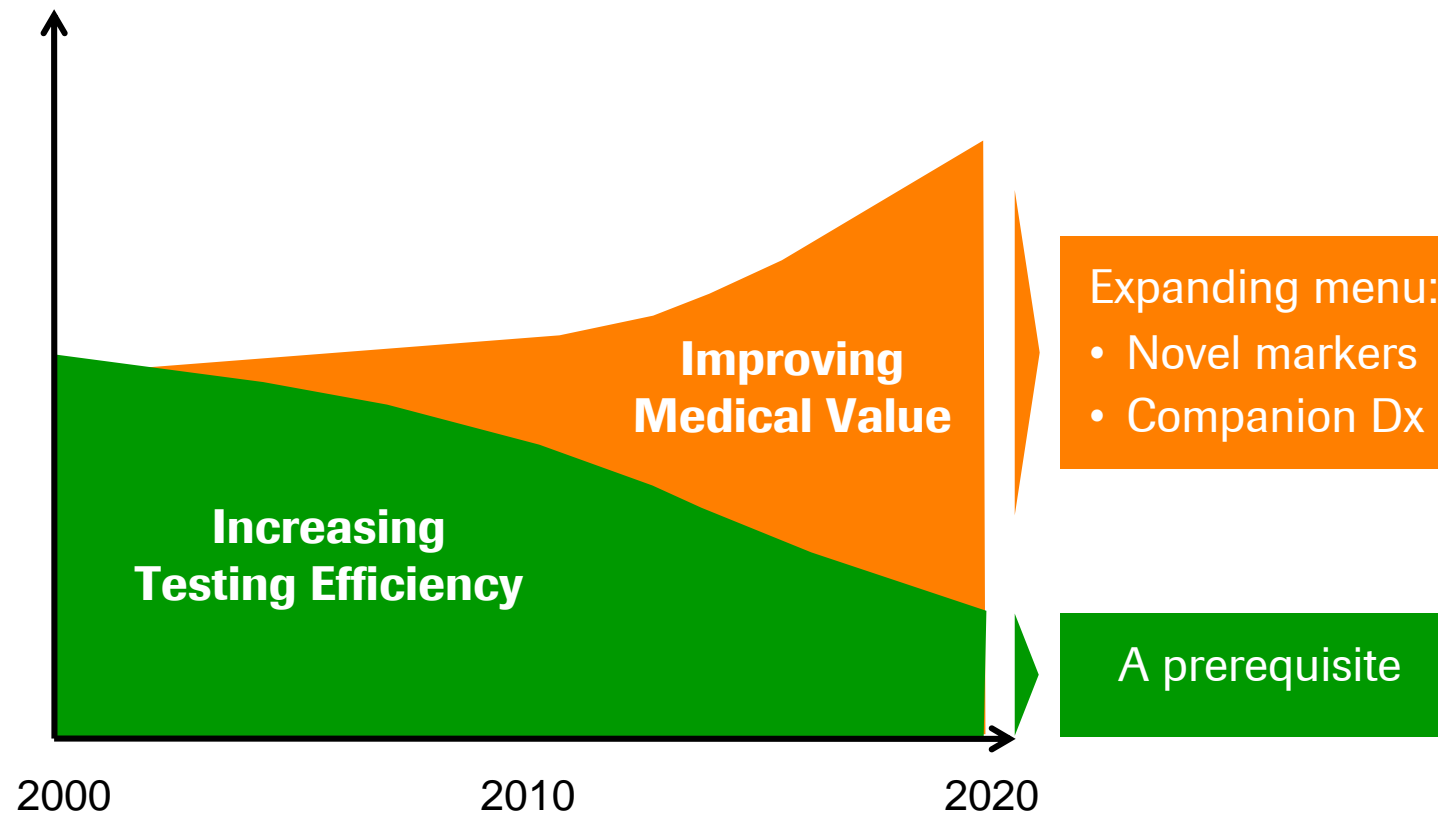 Improving
Medical Value
Increasing
Testing Efficiency
Expanding menu:
• Novel markers
• Companion Dx
A prerequisite
2000
2010
2020